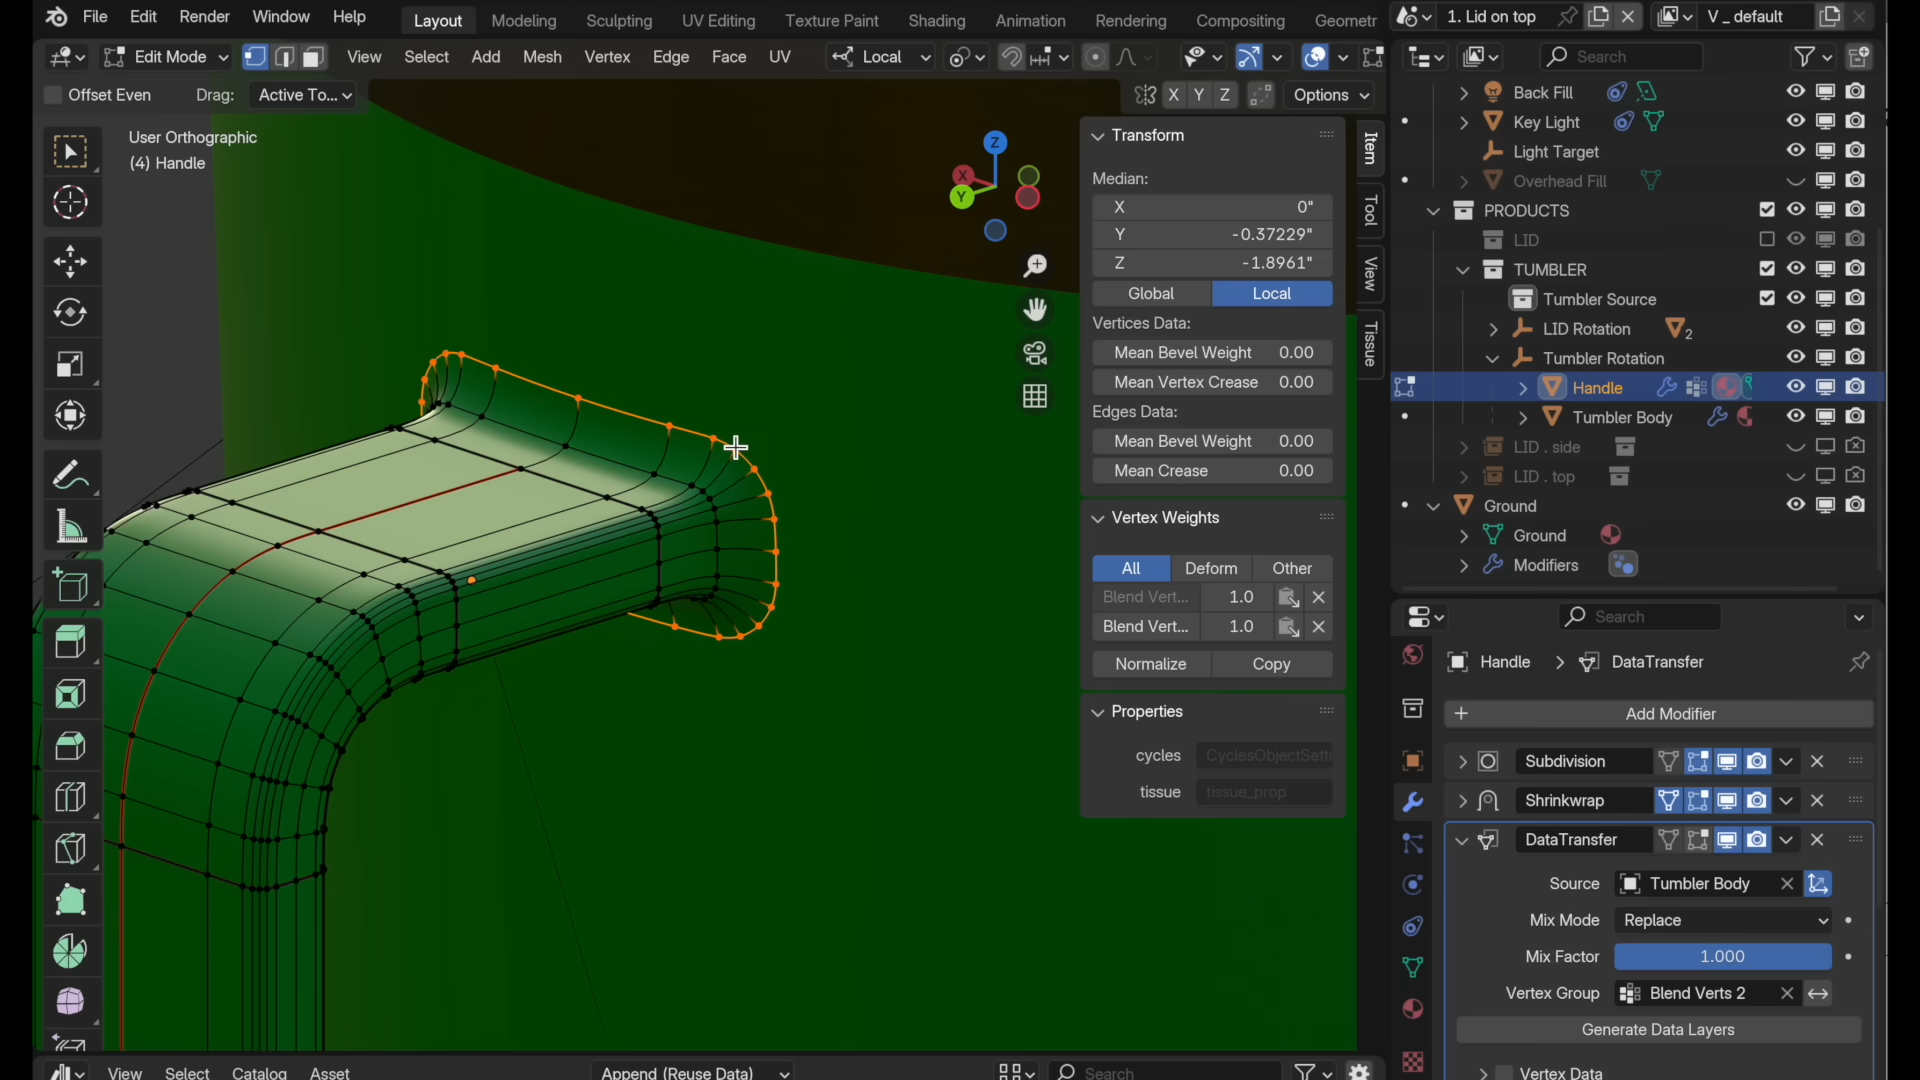 File Edit Render Window Help
Layout Modeling Sculpting UV Editing Texture Paint Shading Animation Rendering Compositing Geometr
1. Lid on top V _ default
Edit Mode View Select Add Mesh Vertex Edge Face UV Local
Search
Offset Even Drag: Active To... X Y Z Options
User Orthographic
(4) Handle
Z
X
Y
Transform
Median:
X 0"
Y -0.37229"
Z -1.8961"
Global Local
Vertices Data:
Mean Bevel Weight 0.00
Mean Vertex Crease 0.00
Edges Data:
Mean Bevel Weight 0.00
Mean Crease 0.00
Vertex Weights
All Deform Other
Blend Vert... 1.0
Blend Vert... 1.0
Normalize Copy
Properties
cycles CyclesObjectSetti
tissue tissue_prop
Item
Tool
View
Tissue
Back Fill
Key Light
Light Target
Overhead Fill
PRODUCTS
LID
TUMBLER
Tumbler Source
LID Rotation 2
Tumbler Rotation
Handle
Tumbler Body
LID . side
LID . top
Ground
Ground
Modifiers
Search
Handle DataTransfer
Add Modifier
Subdivision
Shrinkwrap
DataTransfer
Source Tumbler Body
Mix Mode Replace
Mix Factor 1.000
Vertex Group Blend Verts 2
Generate Data Layers
Vertex Data
View Select Catalog Asset Append (Reuse Data) Search